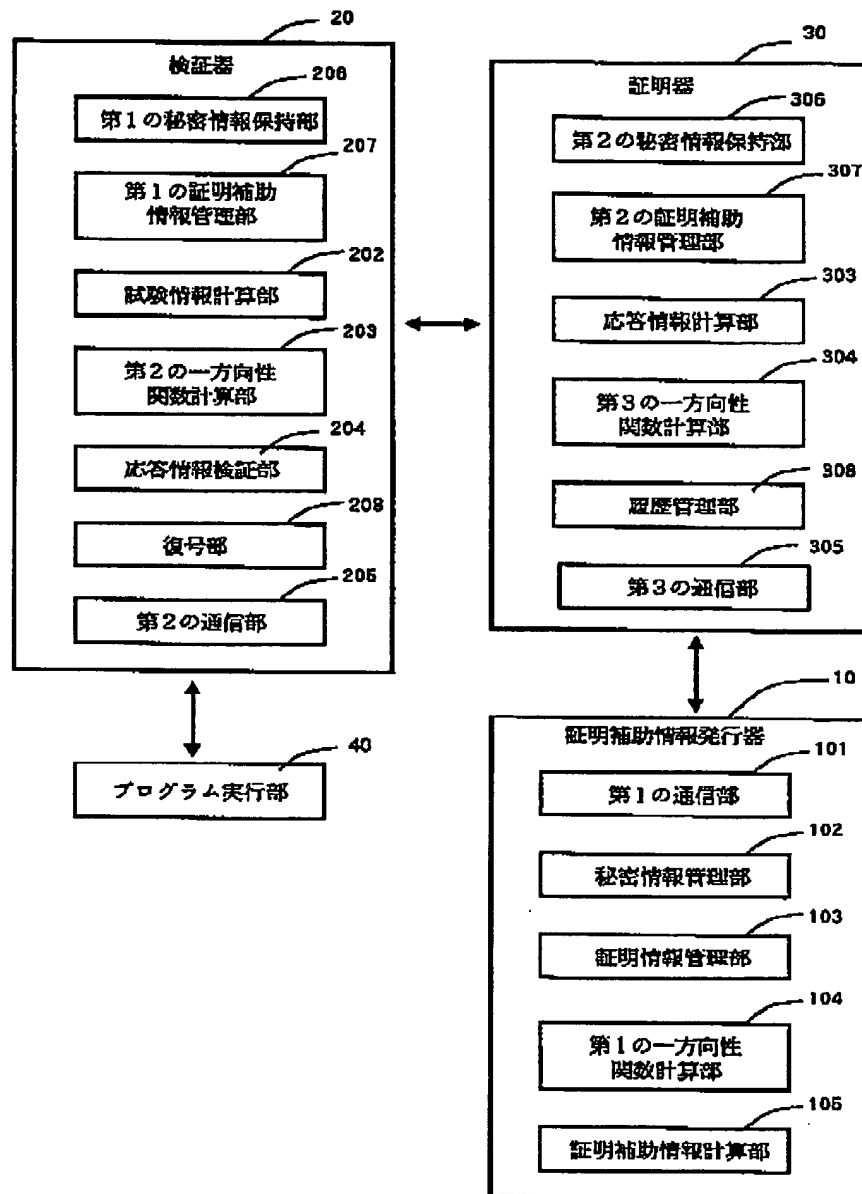 20
検証器
206
第1の秘密情報保持部
207
第1の証明補助
情報管理部
202
試験情報計算部
203
第2の一方向性
関数計算部
204
応答情報検証部
209
復号部
205
第2の通信部
40
プログラム実行部
30
証明器
306
第2の秘密情報保持部
307
第2の証明補助
情報管理部
303
応答情報計算部
304
第3の一方向性
関数計算部
308
履歴管理部
305
第3の通信部
10
証明補助情報発行器
101
第1の通信部
102
秘密情報管理部
103
証明情報管理部
104
第1の一方向性
関数計算部
105
証明補助情報計算部